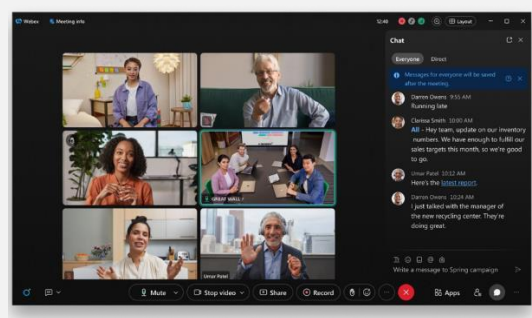 Webex
Meeting info
12:40
Layout
Chat
Everyone Direct
Messages for everyone will be saved
after the meeting.
Darren Owens 9:55 AM
Running late
Clarissa Smith 10:00 AM
All - Hey team, update on our inventory
numbers. We have enough to fulfill our
sales targets this month, so we're good
to go.
Umar Patel 10:12 AM
Here's the latest report.
Darren Owens 10:24 AM
I just talked with the manager of
the new recycling center. They're
doing great.
Write a message to Spring campaign
GREAT WALL 1
Umar Patel
Mute
Stop video
Share
Record
Apps